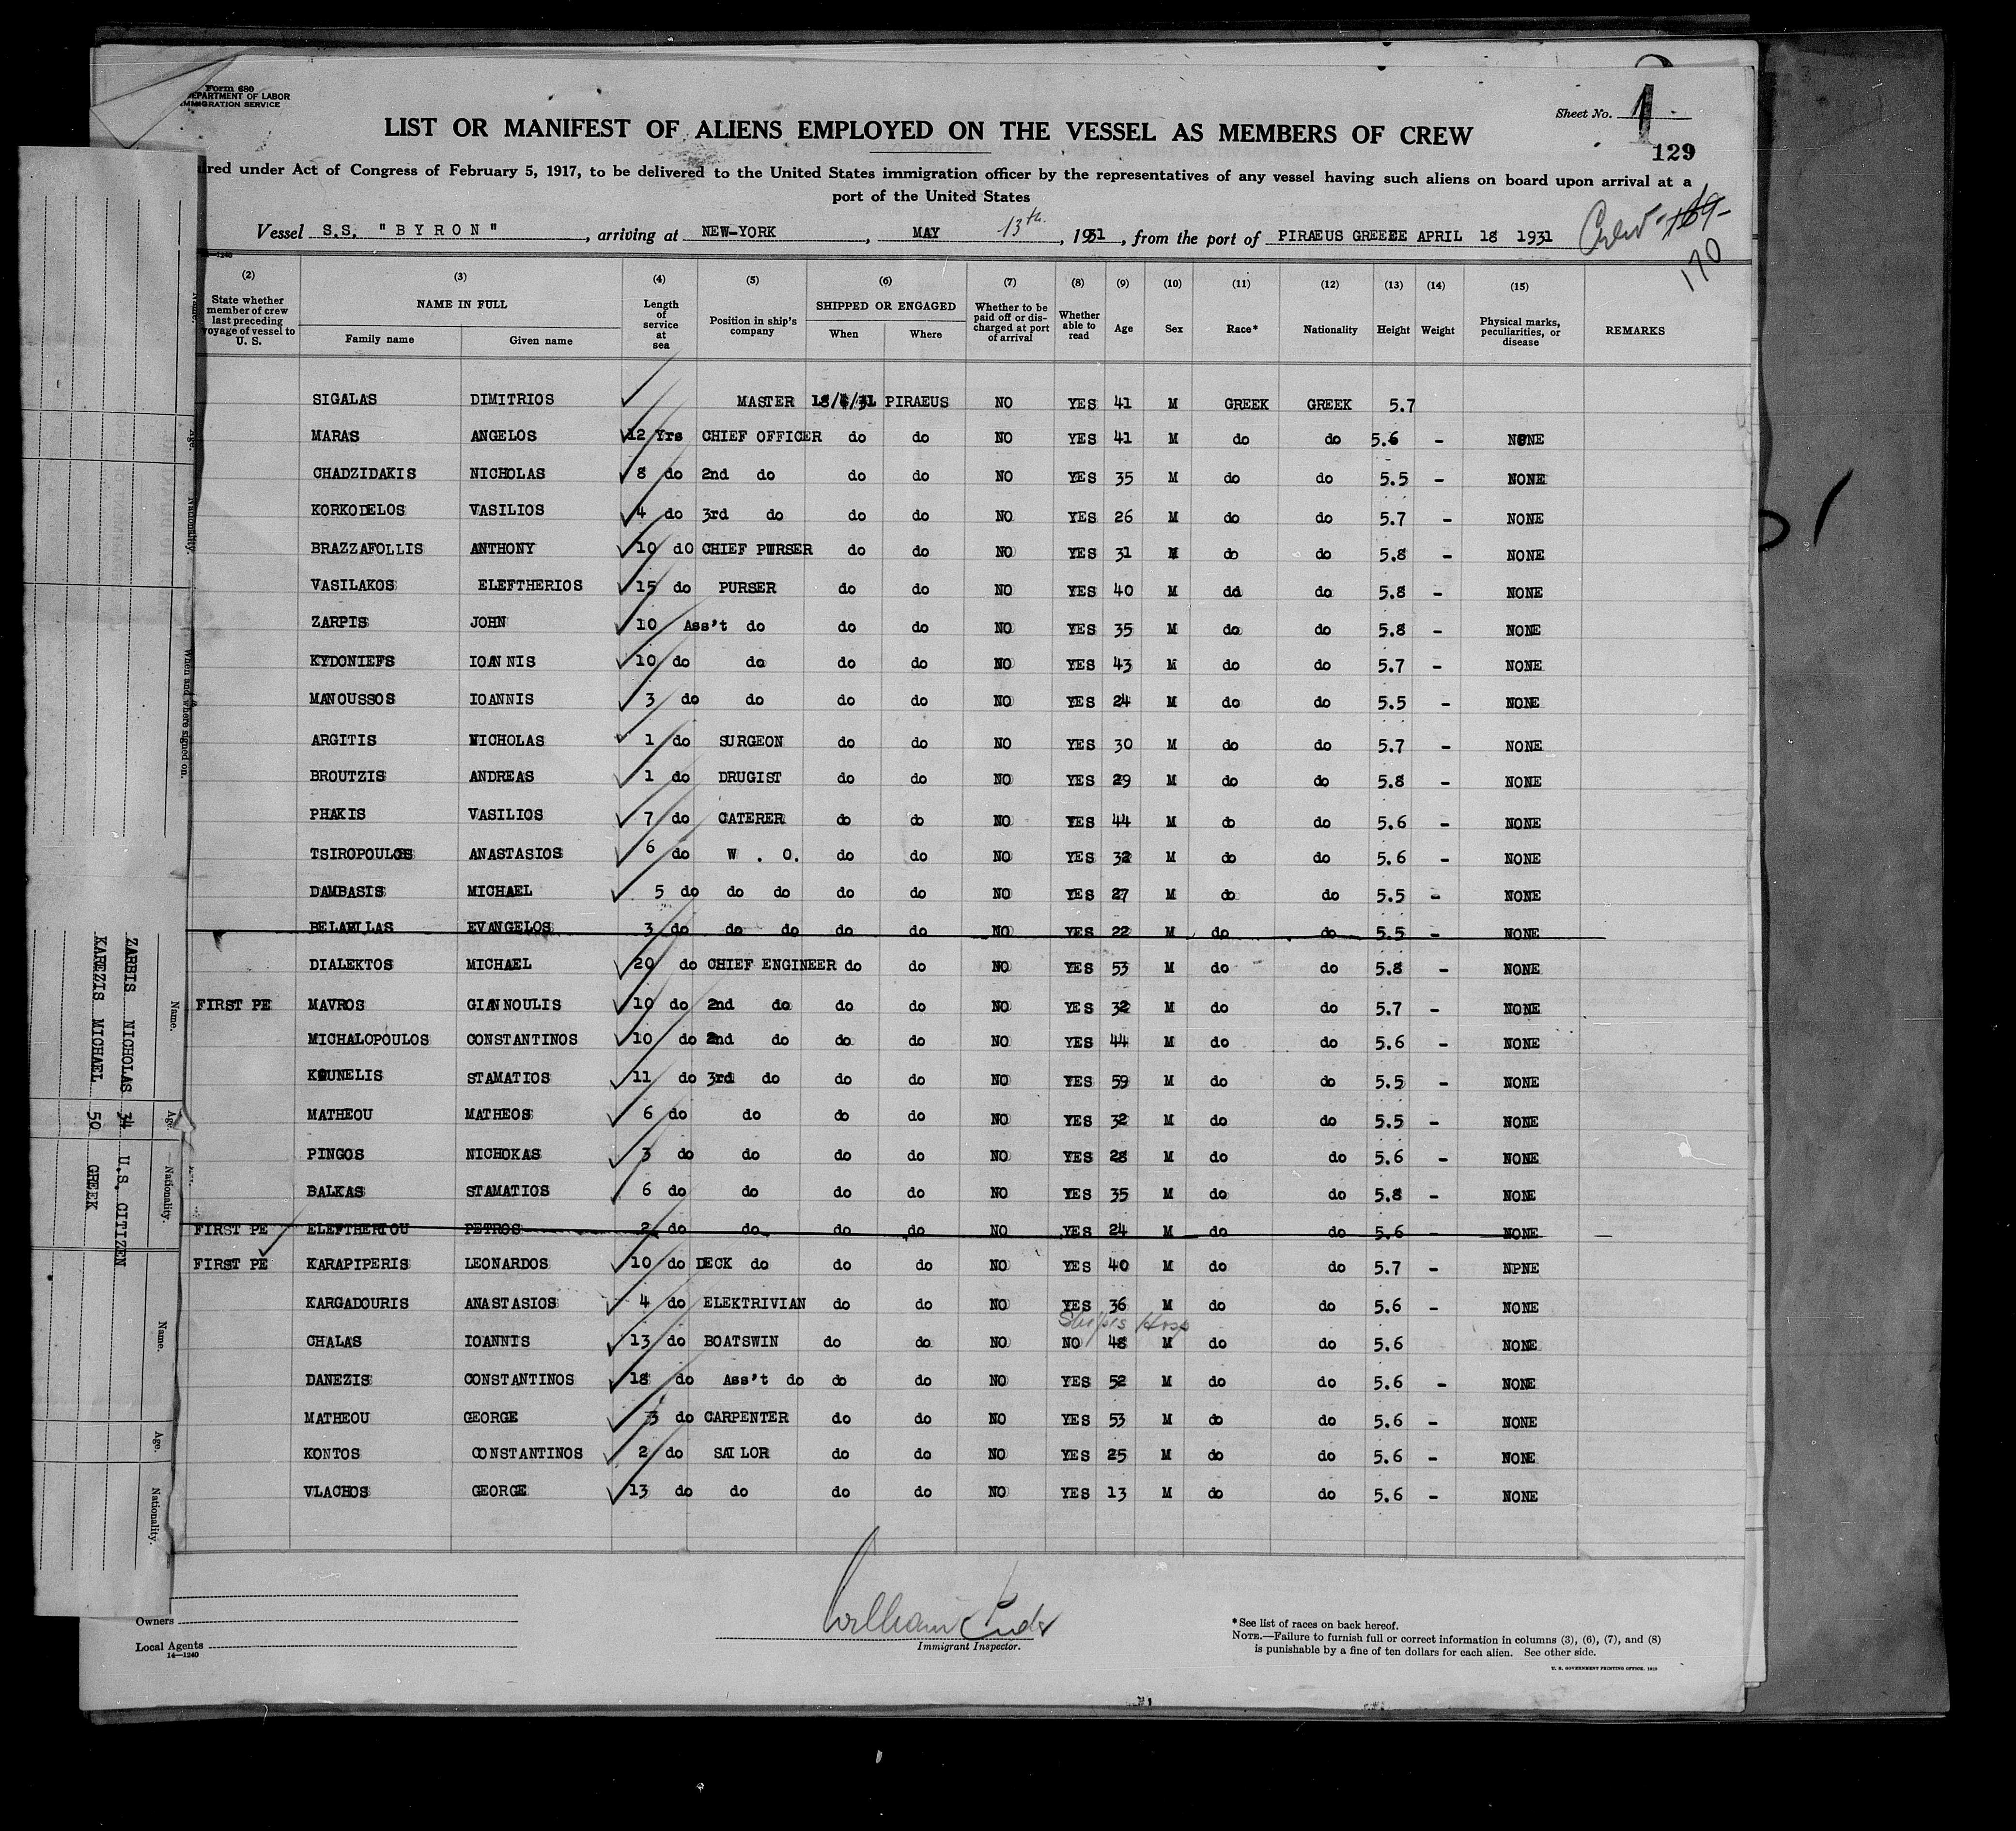 Form 680
DEPARTMENT OF LABOR
IMMIGRATION SERVICE
Sheet No. 1
129
LIST OR MANIFEST OF ALIENS EMPLOYED ON THE VESSEL AS MEMBERS OF CREW
ired under Act of Congress of February 5, 1917, to be delivered to the United States immigration officer by the representatives of any vessel having such aliens on board upon arrival at a
port of the United States
Vessel S.S. "BYRON", arriving at NEW-YORK, MAY 13th, 1931, from the port of PIRAEUS GREEEE APRIL 18 1931
Crew 169
170
(2) (3) (4) (5) (6) (7) (8) (9) (10) (11) (12) (13) (14) (15)
State whether member of crew last preceding voyage of vessel to U. S. NAME IN FULL Family name Given name Length of service at sea Position in ship's company SHIPPED OR ENGAGED When Where Whether to be paid off or discharged at port of arrival Whether able to read Age Sex Race* Nationality Height Weight Physical marks, peculiarities, or disease REMARKS
SIGALAS DIMITRIOS MASTER 18/4/31 PIRAEUS NO YES 41 M GREEK GREEK 5.7
MARAS ANGELOS 12 Yrs CHIEF OFFICER do do NO YES 41 M do do 5.6 - NONE
CHADZIDAKIS NICHOLAS 8 do 2nd do do do NO YES 35 M do do 5.5 - NONE
KORKODELOS VASILIOS 4 do 3rd do do do NO YES 26 M do do 5.7 - NONE
BRAZZAFOLLIS ANTHONY 10 dO CHIEF PURSER do do NO YES 31 M do do 5.8 - NONE
VASILAKOS ELEFTHERIOS 15 do PURSER do do NO YES 40 M do do 5.8 - NONE
ZARPIS JOHN 10 Ass't do do do NO YES 35 M do do 5.8 - NONE
KYDONIEFS IOANNIS 10 do do do do NO YES 43 M do do 5.7 - NONE
MANOUSSOS IOANNIS 3 do do do do NO YES 24 M do do 5.5 - NONE
ARGITIS NICHOLAS 1 do SURGEON do do NO YES 30 M do do 5.7 - NONE
BROUTZIS ANDREAS 1 do DRUGIST do do NO YES 29 M do do 5.8 - NONE
PHAKIS VASILIOS 7 do CATERER do do NO YES 44 M do do 5.6 - NONE
TSIROPOULOS ANASTASIOS 6 do W . O. do do NO YES 32 M do do 5.6 - NONE
DAMBASIS MICHAEL 5 do do do do do NO YES 27 M do do 5.5 - NONE
EVANGELOS 3 do do do do do NO YES 22 M do do 5.5 - NONE
DIALEKTOS MICHAEL 20 do CHIEF ENGINEER do do NO YES 53 M do do 5.8 - NONE
FIRST PE MAVROS GIANNOULIS 10 do 2nd do do do NO YES 32 M do do 5.7 - NONE
MICHALOPOULOS CONSTANTINOS 10 do 2nd do do do NO YES 44 M do do 5.6 - NONE
KOUNELIS STAMATIOS 11 do 3rd do do do NO YES 59 M do do 5.5 - NONE
MATHEOU MATHEOS 6 do do do do NO YES 32 M do do 5.5 - NONE
PINGOS NICHOKAS 3 do do do do NO YES 28 M do do 5.6 - NONE
BALKAS STAMATIOS 6 do do do do NO YES 35 M do do 5.8 - NONE
FIRST PE ELEFTHERIOU PETROS 2 do do do do NO YES 24 M do do 5.6 - NONE
FIRST PE KARAPIPERIS LEONARDOS 10 do DECK do do do NO YES 40 M do do 5.7 - NPNE
KARGADOURIS ANASTASIOS 4 do ELEKTRIVIAN do do NO YES 36 M do do 5.6 - NONE
Ship's Hosp
CHALAS IOANNIS 13 do BOATSWIN do do NO NO 48 M do do 5.6 NONE
DANEZIS CONSTANTINOS 18 do Ass't do do do NO YES 52 M do do 5.6 - NONE
MATHEOU GEORGE 3 do CARPENTER do do NO YES 53 M do do 5.6 - NONE
KONTOS CONSTANTINOS 2 do SAILOR do do NO YES 25 M do do 5.6 - NONE
VLACHOS GEORGE 13 do do do do NO YES 13 M do do 5.6 - NONE
Owners
Local Agents
14—1240
William
Immigrant Inspector.
*See list of races on back hereof.
NOTE.—Failure to furnish full or correct information in columns (3), (6), (7), and (8)
is punishable by a fine of ten dollars for each alien. See other side.
U. S. GOVERNMENT PRINTING OFFICE. 1919
Name. Age. Nationality. When and where signed on.
Name. Age. Nationality.
ZARBIS NICHOLAS 34 U.S. CITIZEN
KAREZIS MICHAEL 50 GREEK
Name. Age. Nationality.